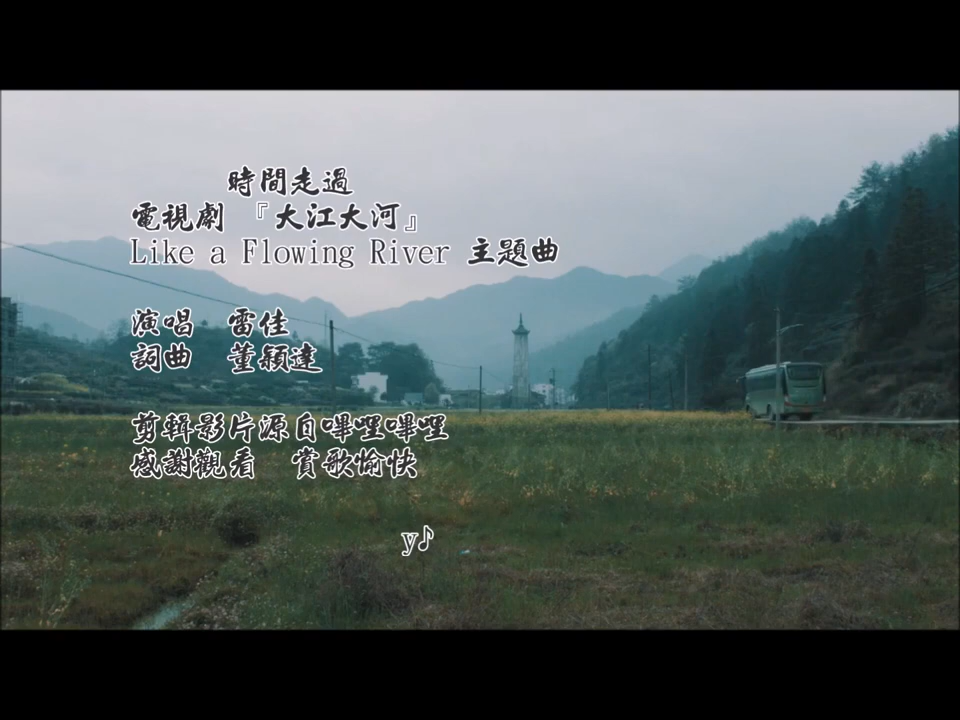 時間走過
電視劇 『大江大河』
Like a Flowing River 主題曲
演唱 雷佳
詞曲 董穎達
剪輯影片源自嗶哩嗶哩
感謝觀看 賞歌愉快
y♪